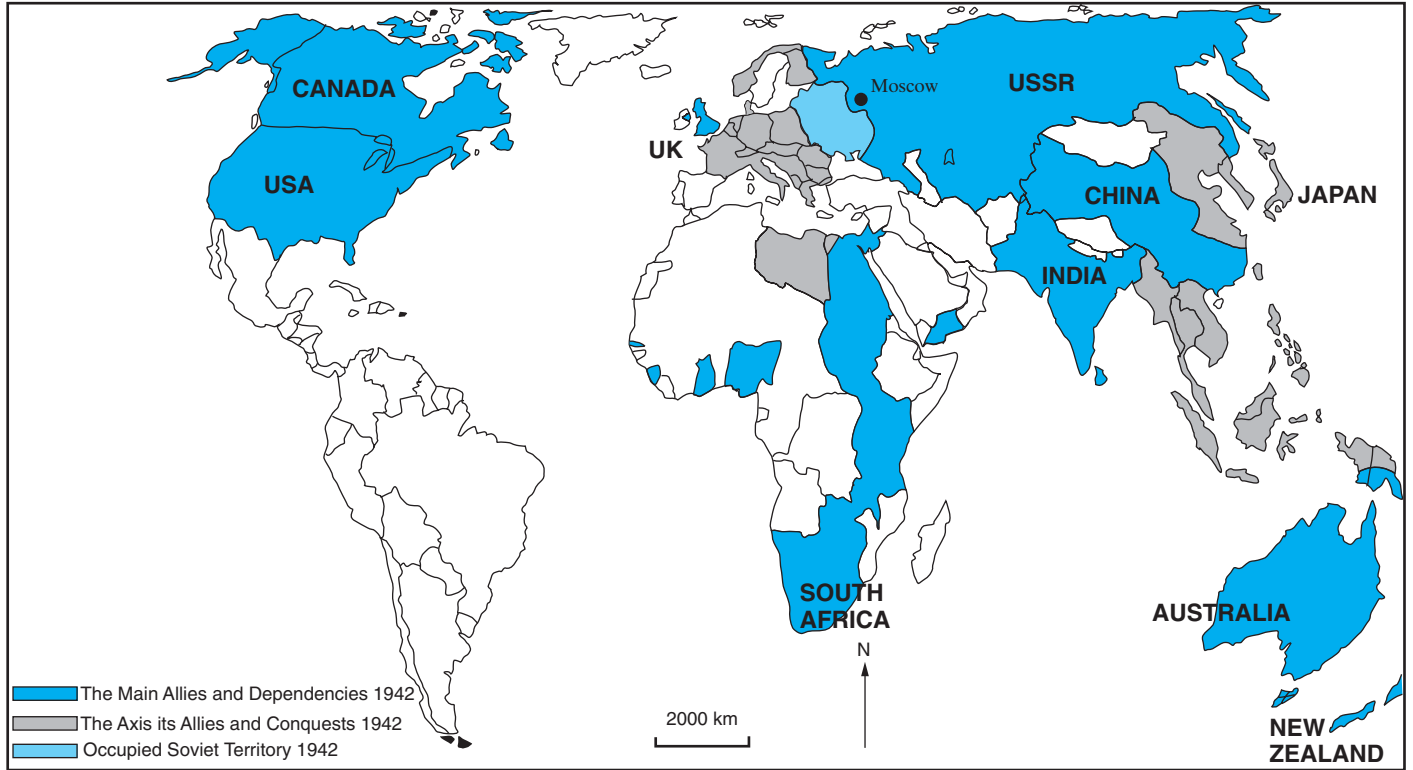 CANADA
USA
UK
Moscow
USSR
CHINA
JAPAN
INDIA
SOUTH
AFRICA
AUSTRALIA
NEW
ZEALAND
N
2000 km
The Main Allies and Dependencies 1942
The Axis its Allies and Conquests 1942
Occupied Soviet Territory 1942